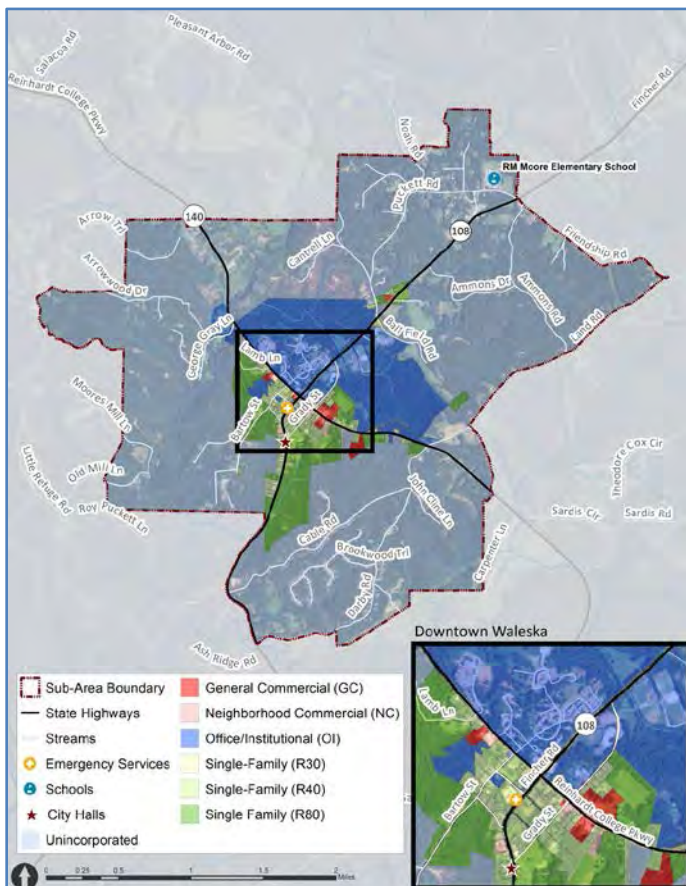 Pleasant Arbor Rd
Salacoa Rd
Reinhardt College Pkwy
Fincher Rd
Noah Rd
RM Moore Elementary School
Puckett Rd
140
108
Arrow Trl
Cantrell Ln
Friendship Rd
Arrowwood Dr
Ammons Dr
Ammons Rd
Land Rd
George Gray Ln
Ball Field Rd
Lamb Ln
Bartow St
Grady St
Moores Mill Ln
Little Refuge Rd
Old Mill Ln
Roy Puckett Ln
Theodore Cox Cir
Sardis Cir
Sardis Rd
John Cline Ln
Cable Rd
Brookwood Trl
Carpenter Ln
Darby Rd
Ash Ridge Rd
Downtown Waleska
Lamb Ln
108
Fincher Rd
Bartow St
Grady St
Reinhardt College Pkwy
Sub-Area Boundary
State Highways
Streams
Emergency Services
Schools
City Halls
Unincorporated
General Commercial (GC)
Neighborhood Commercial (NC)
Office/Institutional (OI)
Single-Family (R30)
Single-Family (R40)
Single Family (R80)
0 0.25 0.5 1 1.5 2
Miles